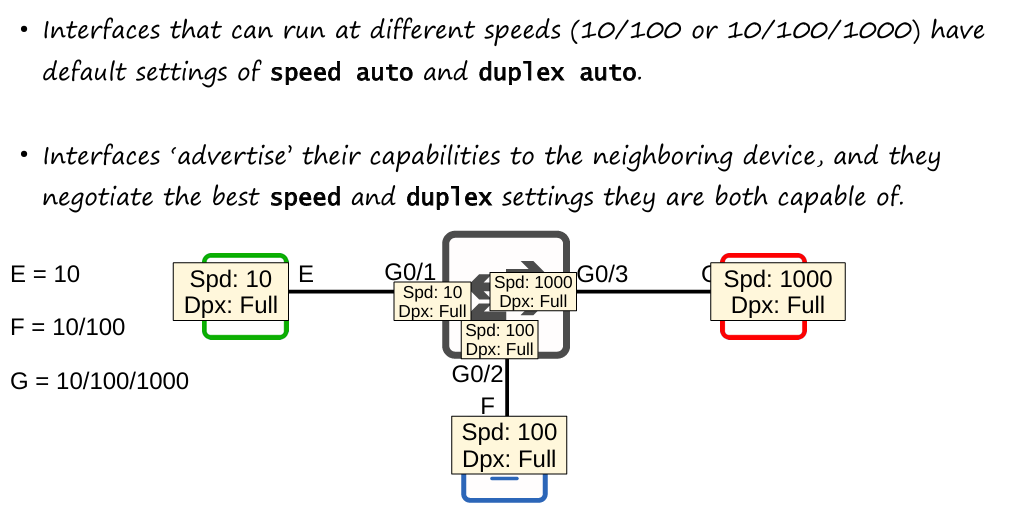 • Interfaces that can run at different speeds (10/100 or 10/100/1000) have
default settings of speed auto and duplex auto.
• Interfaces ‘advertise’ their capabilities to the neighboring device, and they
negotiate the best speed and duplex settings they are both capable of.
E = 10
F = 10/100
G = 10/100/1000
Spd: 10
Dpx: Full
E
G0/1
Spd: 10
Dpx: Full
Spd: 1000
Dpx: Full
Spd: 100
Dpx: Full
G0/3
Spd: 1000
Dpx: Full
G0/2
F
Spd: 100
Dpx: Full